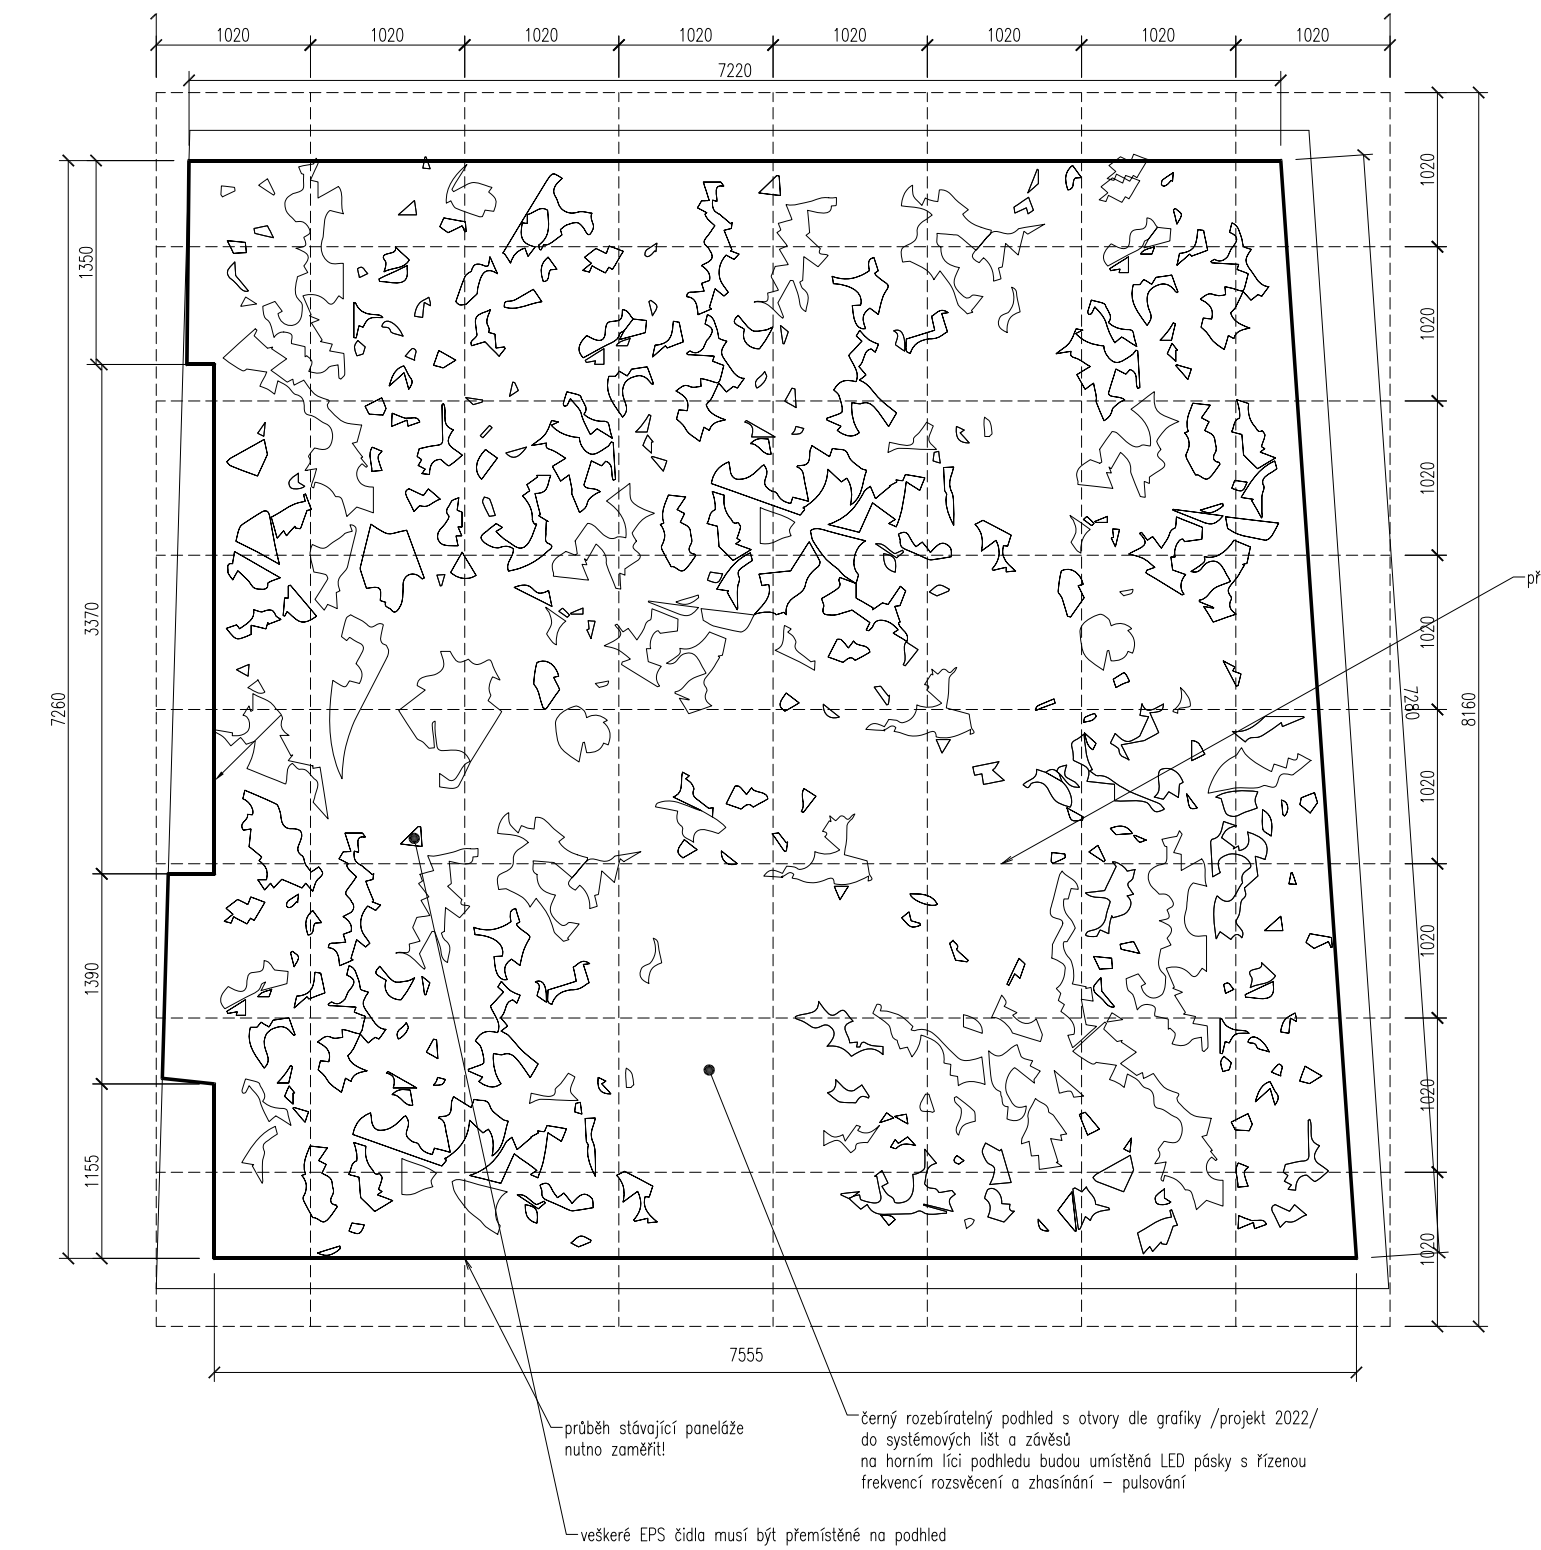 1020 1020 1020 1020 1020 1020 1020 1020
7220
1020
1350
1020
1020
3370
1020
př
7260
7280
8160
1020
1390
1020
1155
1020
1020
7555
průběh stávající paneláže
nutno zaměřit!
černý rozebíratelný podhled s otvory dle grafiky /projekt 2022/
do systémových lišt a závěsů
na horním líci podhledu budou umístěná LED pásky s řízenou
frekvencí rozsvěcení a zhasínání – pulsování
veškeré EPS čidla musí být přemístěné na podhled